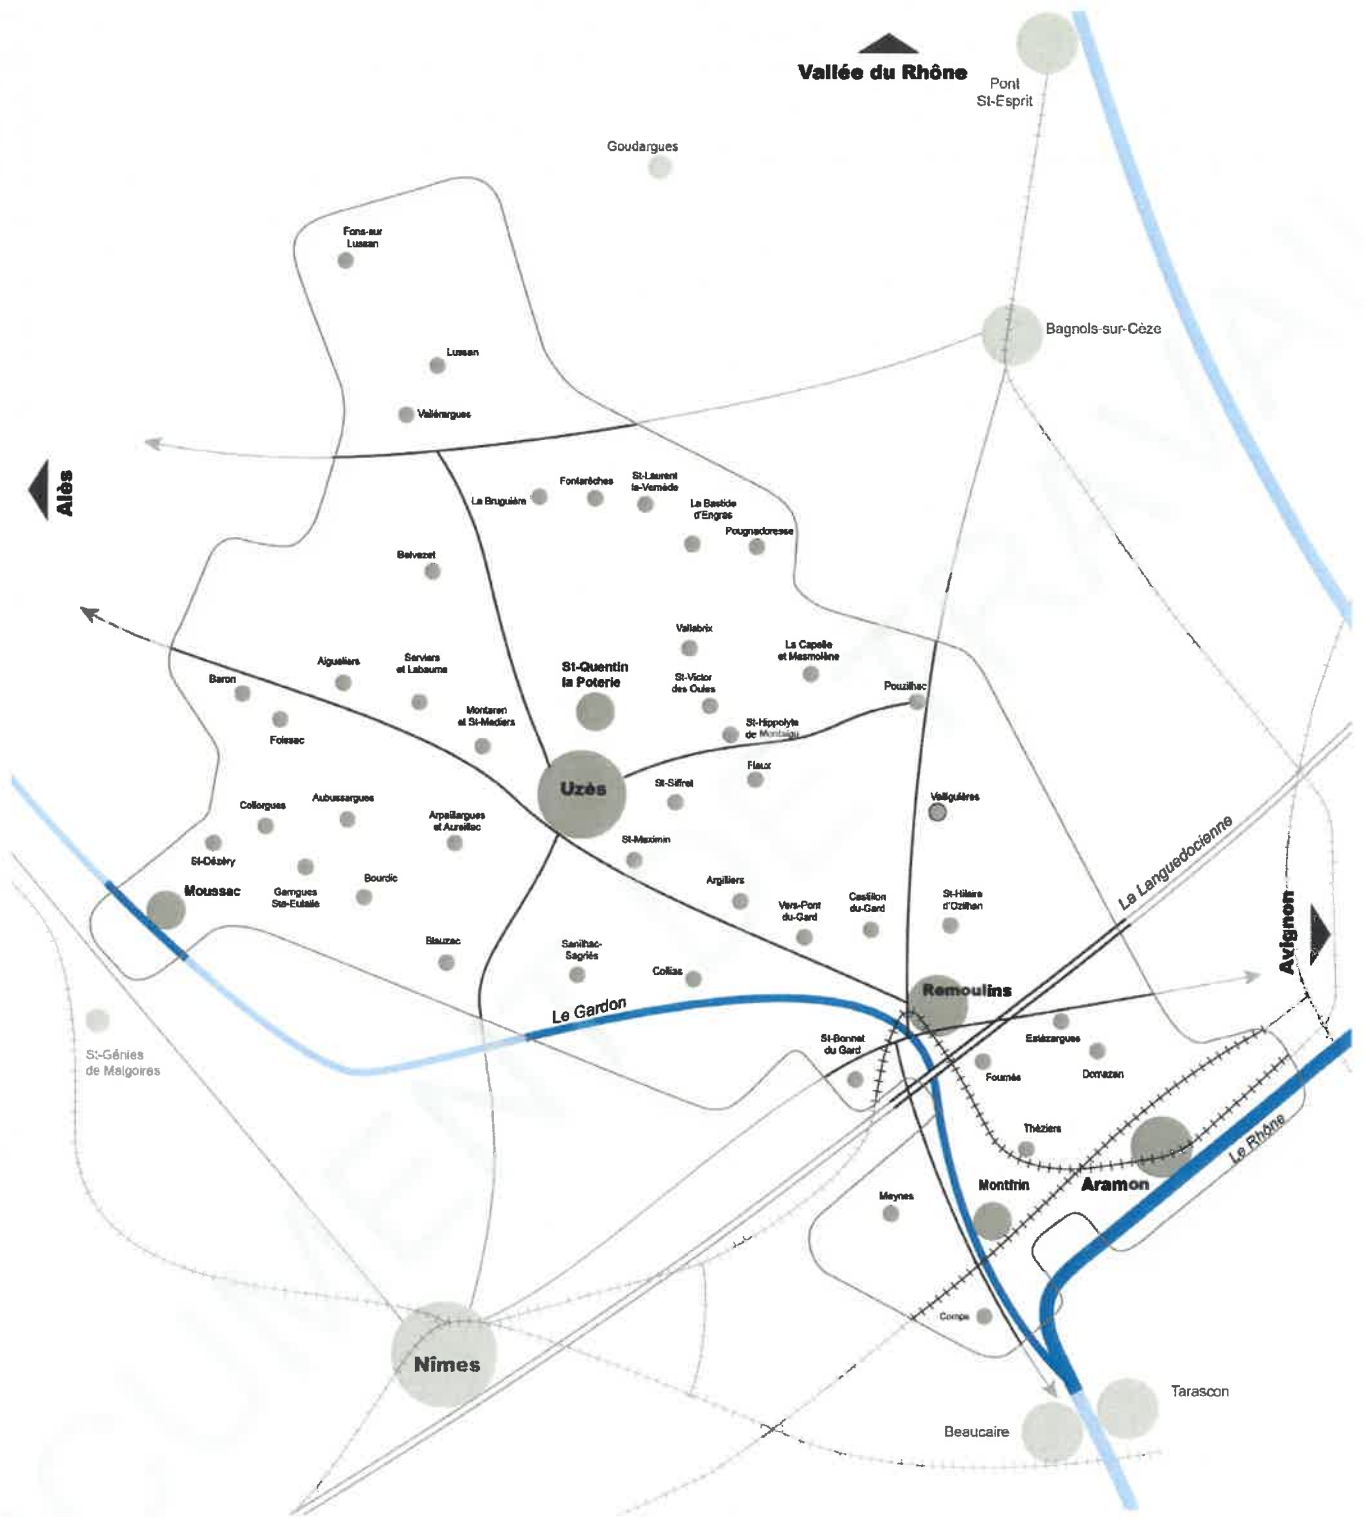 Vallée du Rhône
Pont
St-Esprit
Goudargues
Fons-sur
Lussan
Bagnols-sur-Cèze
Lussan
Vallérargues
Alès
La Bruguière
Fontarèches
St-Laurent
la-Vernède
La Bastide
d'Engras
Pougnadoresse
Belvezet
Vallabrix
La Capelle
et Masmolène
Aigualiers
Serviers
et Labaume
St-Quentin
la Poterie
St-Victor
des Oules
Baron
Pouzilhac
Montaren
et St-Mediers
St-Hippolyte
de Montaigu
Foissac
Flaux
Uzès
St-Siffret
Collorgues
Aubussargues
Arpaillargues
et Aureillac
Valliguières
St-Maximin
La Languedocienne
St-Dézéry
Moussac
Garrigues
Ste-Eulalie
Bourdic
Argilliers
Vers-Pont
du-Gard
Castillon
du-Gard
St-Hilaire
d'Ozilhan
Avignon
Blauzac
Sanilhac-
Sagriès
Collias
Remoulins
Le Gardon
St-Bonnet
du Gard
Estézargues
St-Génies
de Malgoires
Fournès
Domazan
Théziers
Le Rhône
Montfrin
Aramon
Meynes
Comps
Nîmes
Tarascon
Beaucaire
DOCUMENT DE TRAVAIL